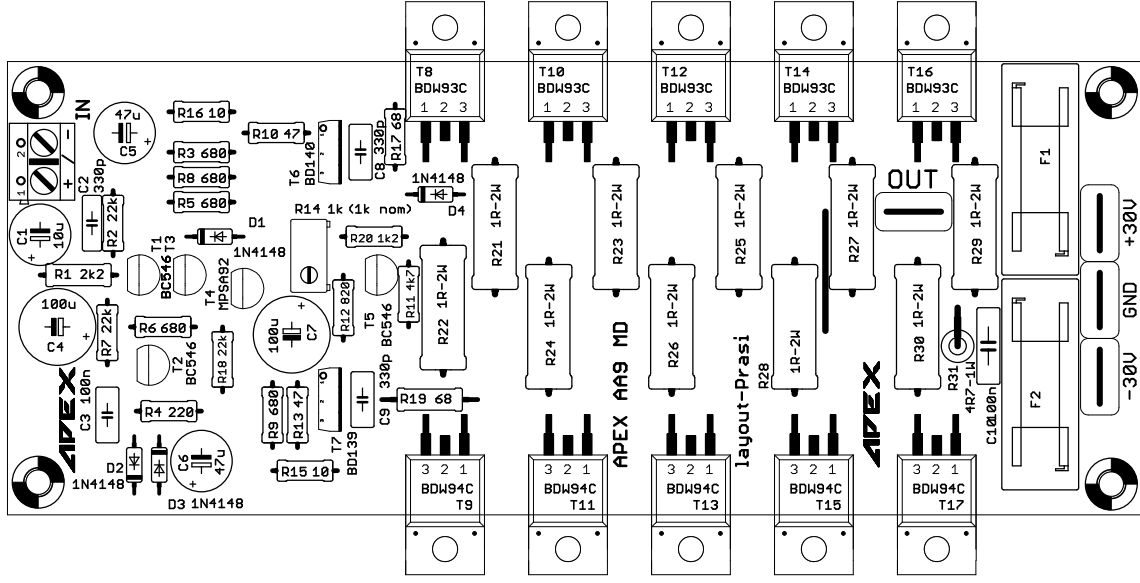 T8
BDW93C
1 2 3
T10
BDW93C
1 2 3
T12
BDW93C
1 2 3
T14
BDW93C
1 2 3
T16
BDW93C
1 2 3
IN
- / +
2
1
47u
C5
+
R16 10
R10 47
R3 680
R8 680
R5 680
T6
BD140
C8 330p
R17 68
1N4148
D4
C2
330p
R2 22k
C1
10u
+
R1 2k2
D1
1N4148
R14 1k (1k nom)
R20 1k2
T1
BC546
T3
T4
MPSA92
R12 820
T5
BC546
R11 4k7
R22 1R-2W
R21 1R-2W
R23 1R-2W
R25 1R-2W
R27 1R-2W
R29 1R-2W
OUT
F1
+30V
GND
-30V
100u
C4
+
R7 22k
R6 680
T2
BC546
R18 22k
100u
C7
+
R24 1R-2W
R26 1R-2W
R28
1R-2W
R30 1R-2W
R31
4R7-1W
C10
100n
F2
APEX
C3 100n
R4 220
R9 680
R13 47
T7
BD139
C9
330p
R19 68
R15 10
D2
1N4148
D3 1N4148
C6
47u
+
APEX AA9 MD
layout-Prasi
APEX
3 2 1
BDW94C
T9
3 2 1
BDW94C
T11
3 2 1
BDW94C
T13
3 2 1
BDW94C
T15
3 2 1
BDW94C
T17